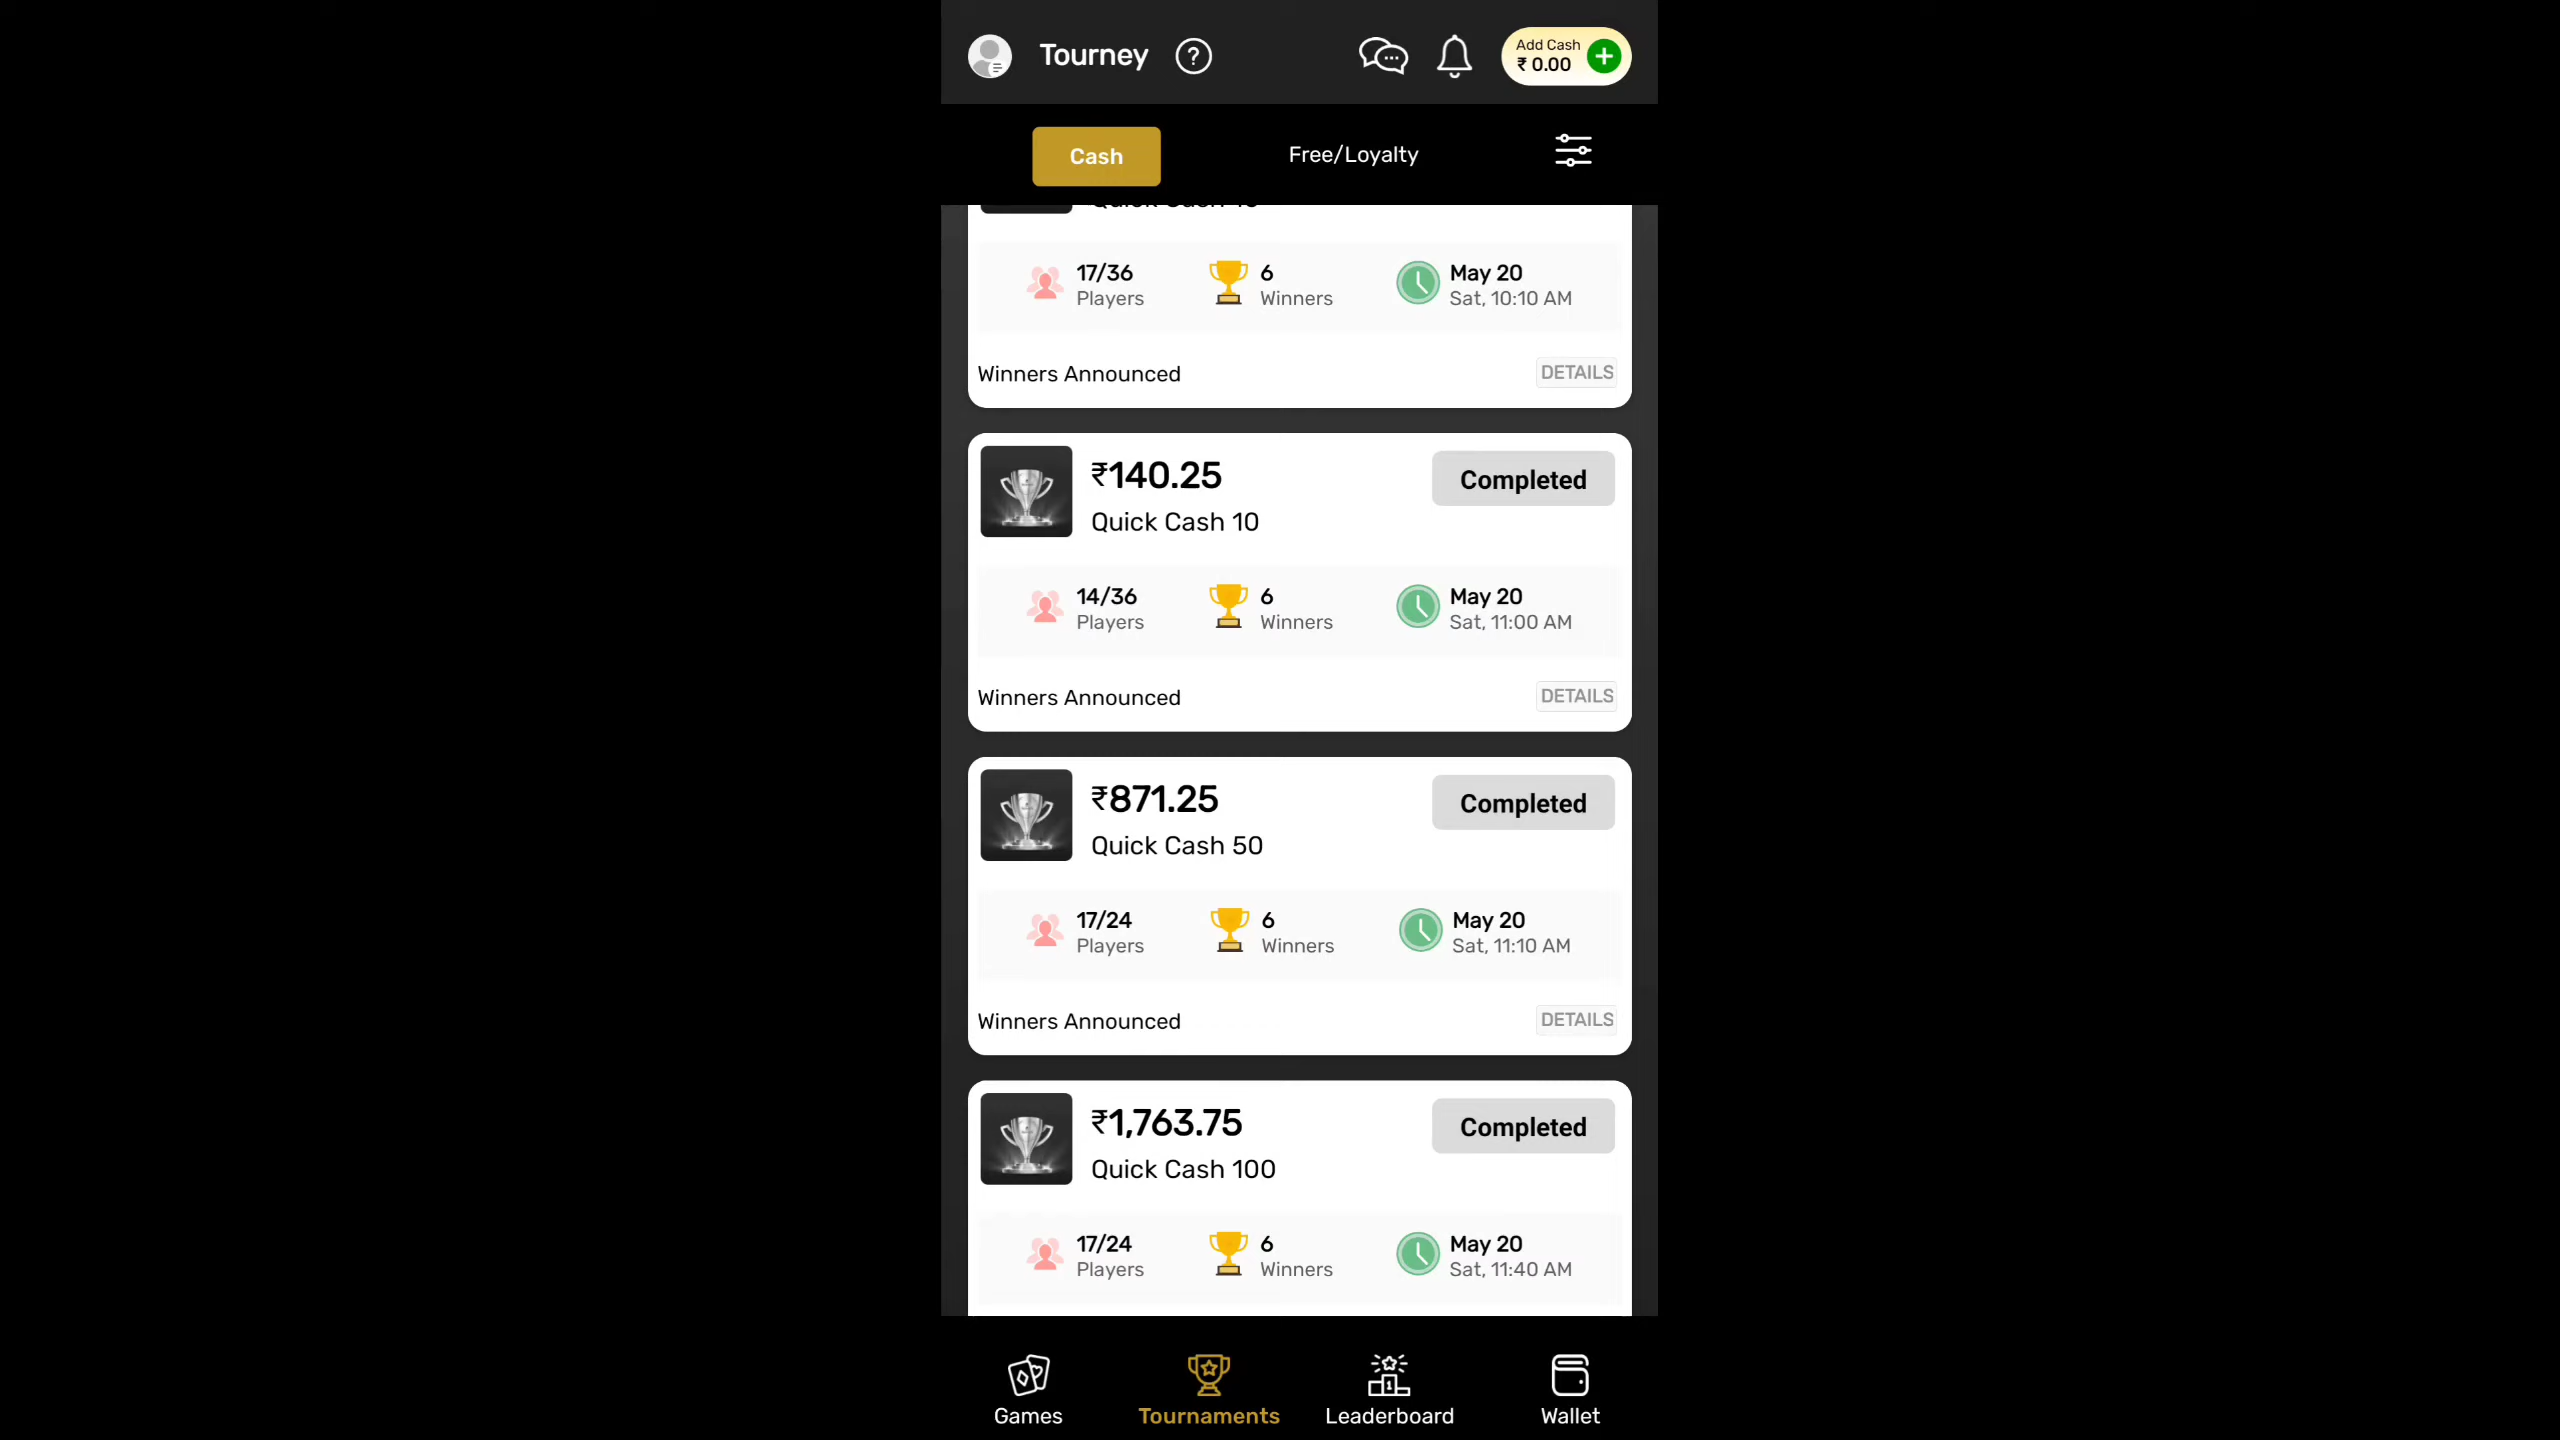 Tourney
?
Add Cash
₹ 0.00
Cash
Free/Loyalty
17/36
Players
6
Winners
May 20
Sat, 10:10 AM
Winners Announced
DETAILS
₹140.25
Completed
Quick Cash 10
14/36
Players
6
Winners
May 20
Sat, 11:00 AM
Winners Announced
DETAILS
₹871.25
Completed
Quick Cash 50
17/24
Players
6
Winners
May 20
Sat, 11:10 AM
Winners Announced
DETAILS
₹1,763.75
Completed
Quick Cash 100
17/24
Players
6
Winners
May 20
Sat, 11:40 AM
Games
Tournaments
Leaderboard
Wallet